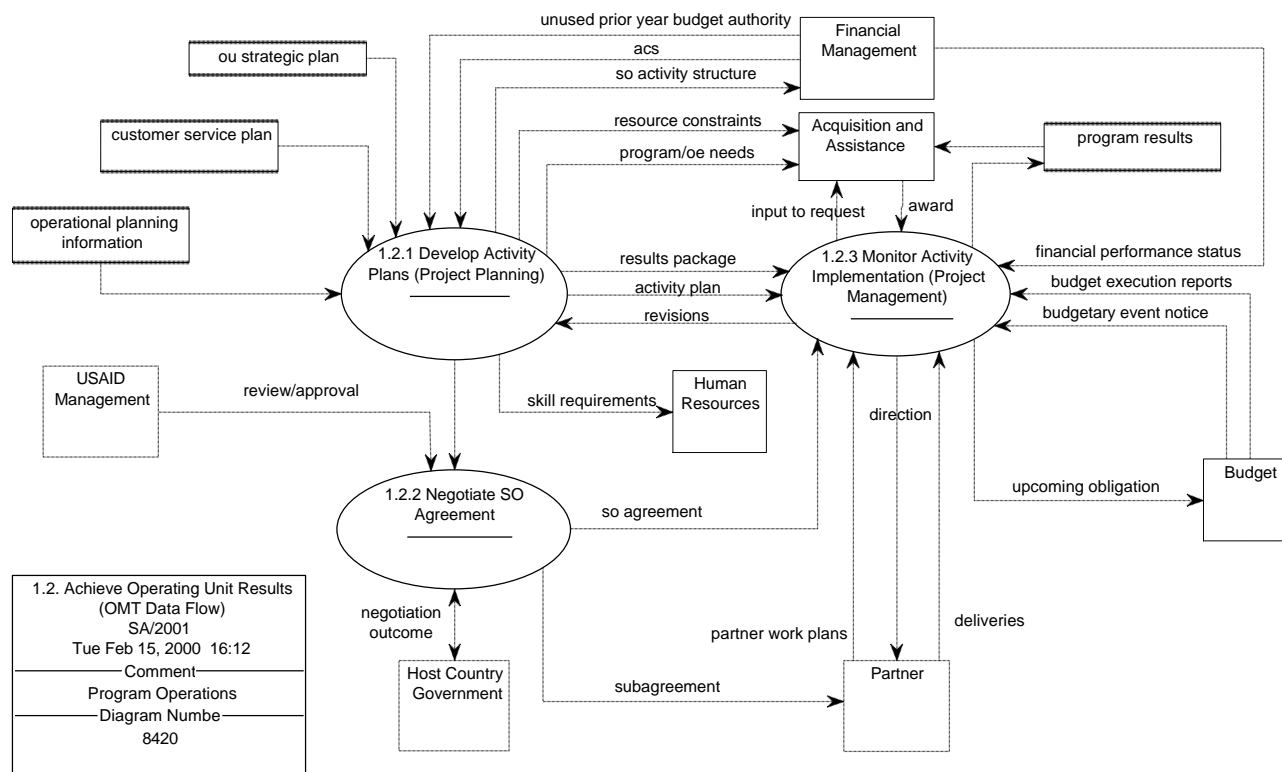 unused prior year budget authority
Financial
Management
ou strategic plan
acs
so activity structure
customer service plan
resource constraints
Acquisition and
Assistance
program results
program/oe needs
operational planning
information
input to request
award
1.2.1 Develop Activity
Plans (Project Planning)
results package
activity plan
revisions
1.2.3 Monitor Activity
Implementation (Project
Management)
financial performance status
budget execution reports
budgetary event notice
USAID
Management
review/approval
skill requirements
Human
Resources
direction
1.2.2 Negotiate SO
Agreement
so agreement
upcoming obligation
Budget
1.2. Achieve Operating Unit Results
(OMT Data Flow)
SA/2001
Tue Feb 15, 2000  16:12
Comment
Program Operations
Diagram Numbe
8420
negotiation
outcome
partner work plans
deliveries
Host Country
Government
subagreement
Partner